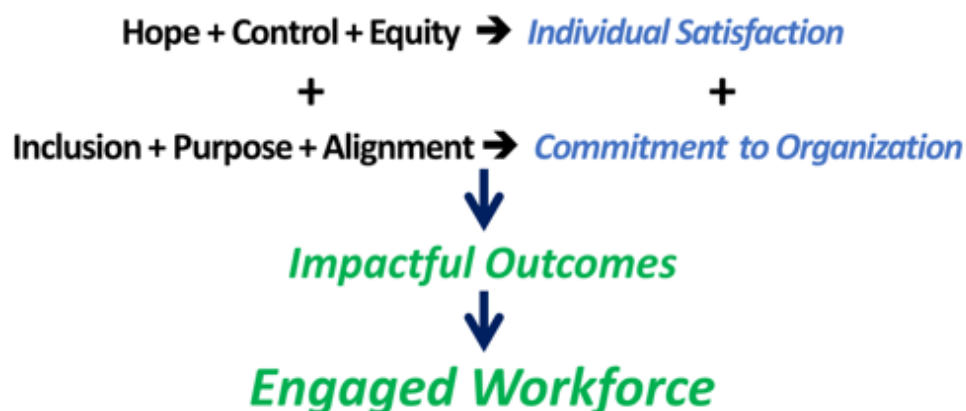 Hope + Control + Equity ➔ Individual Satisfaction
+ +
Inclusion + Purpose + Alignment ➔ Commitment to Organization
Impactful Outcomes
Engaged Workforce